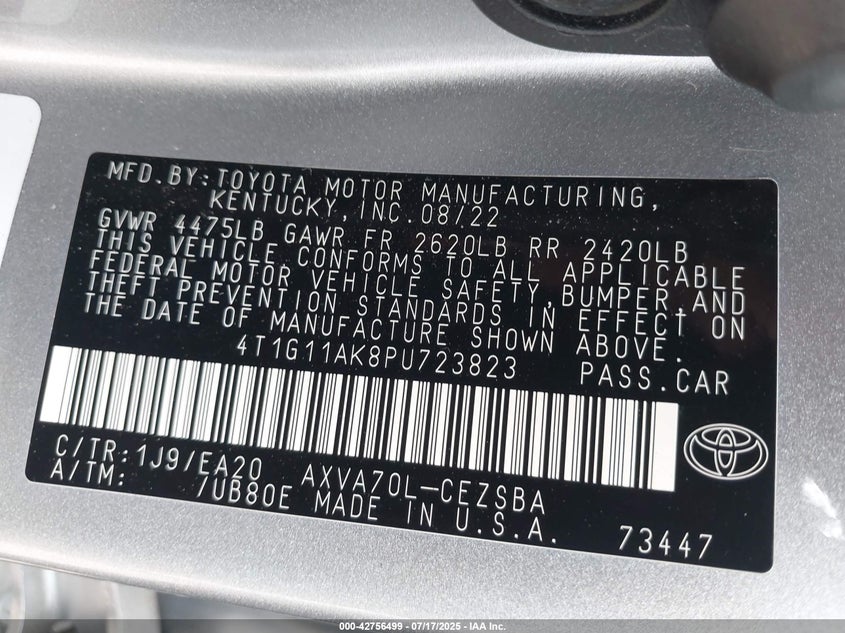 MFD.BY:TOYOTA MOTOR MANUFACTURING,
KENTUCKY, INC. 08/22
GVWR 4475LB GAWR FR 2620LB RR 2420LB
THIS VEHICLE CONFORMS TO ALL APPLICABLE
FEDERAL MOTOR VEHICLE SAFETY, BUMPER, AND
THEFT PREVENTION STANDARDS IN EFFECT ON
THE DATE OF MANUFACTURE SHOWN ABOVE.
4T1G11AK8PU723823 PASS.CAR
C/TR:1J9/EA20 AXVA70L-CEZSBA
A/TM: /UB80E MADE IN U.S.A.
73447
000-42756499 - 07/17/2025 - IAA Inc.